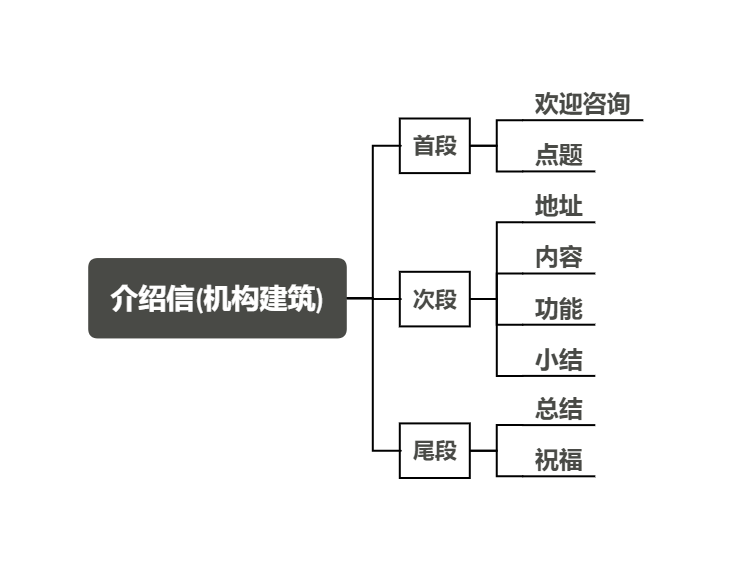 介绍信(机构建筑)
首段
欢迎咨询
点题
次段
地址
内容
功能
小结
尾段
总结
祝福